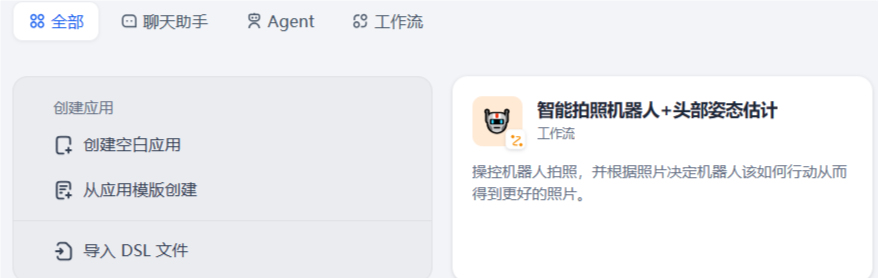 全部 聊天助手 Agent 工作流
创建应用
创建空白应用
从应用模版创建
导入 DSL 文件
智能拍照机器人+头部姿态估计
工作流
操控机器人拍照，并根据照片决定机器人该如何行动从而
得到更好的照片。